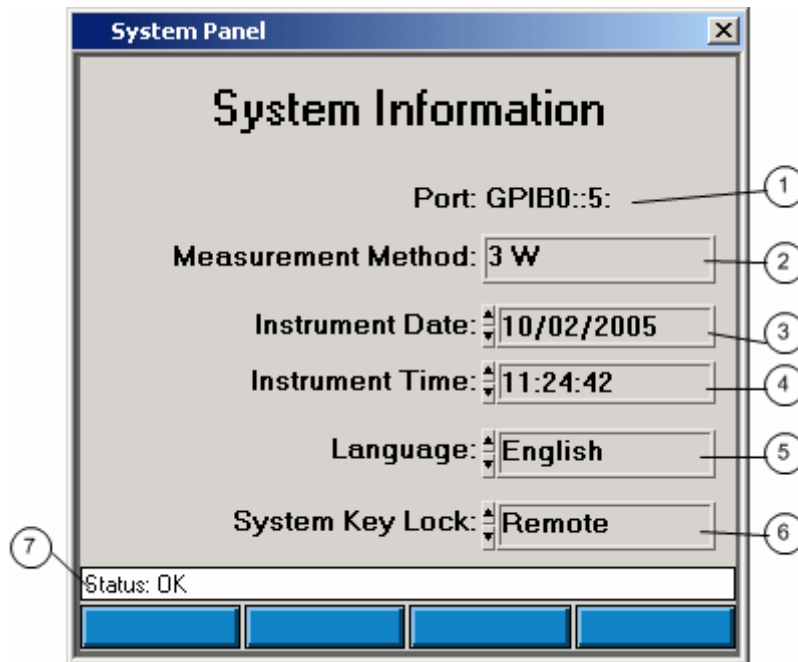 System Panel
System Information
Port: GPIB0::5:
1
Measurement Method: 3 W
2
Instrument Date: 10/02/2005
3
Instrument Time: 11:24:42
4
Language: English
5
System Key Lock: Remote
6
7
Status: OK